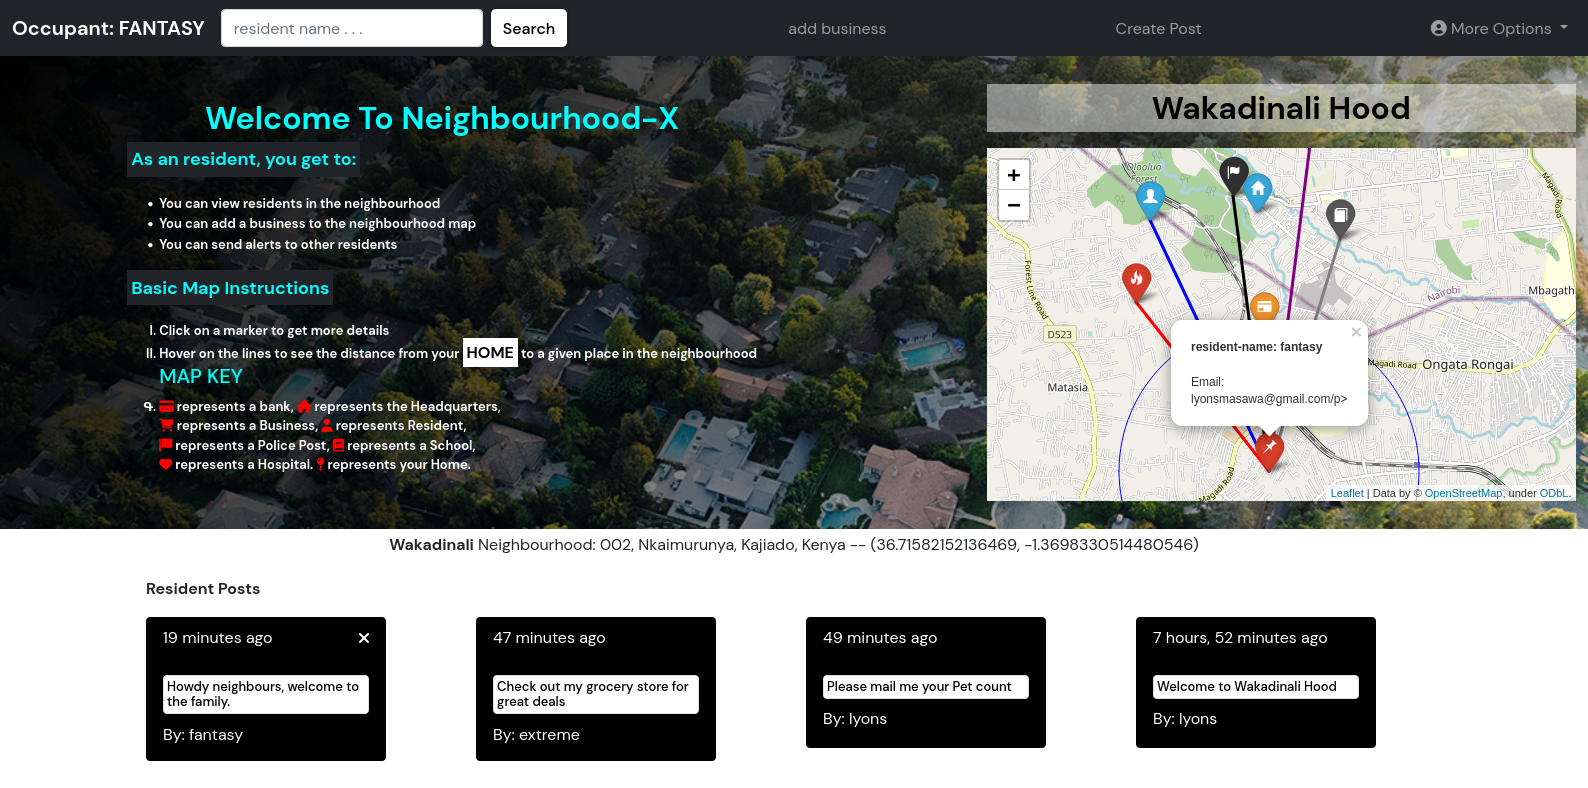 Occupant: FANTASY
resident name . . .
Search
add business
Create Post
More Options
Welcome To Neighbourhood-X
As an resident, you get to:
• You can view residents in the neighbourhood
• You can add a business to the neighbourhood map
• You can send alerts to other residents
Basic Map Instructions
I. Click on a marker to get more details
II. Hover on the lines to see the distance from your HOME to a given place in the neighbourhood
MAP KEY
represents a bank, represents the Headquarters,
represents a Business, represents Resident,
represents a Police Post, represents a School,
represents a Hospital. represents your Home.
Wakadinali Hood
+
−
Oloolua
Forest
Magadi Road
Forest Line Road
D523
Nairobi
Mbagath
Matasia
Magadi Road
Ongata Rongai
Magadi Road
×
resident-name: fantasy
Email:
lyonsmasawa@gmail.com/p>
Leaflet | Data by © OpenStreetMap, under ODbL.
Wakadinali Neighbourhood: 002, Nkaimurunya, Kajiado, Kenya -- (36.71582152136469, -1.3698330514480546)
Resident Posts
19 minutes ago
Howdy neighbours, welcome to
the family.
By: fantasy
47 minutes ago
Check out my grocery store for
great deals
By: extreme
49 minutes ago
Please mail me your Pet count
By: lyons
7 hours, 52 minutes ago
Welcome to Wakadinali Hood
By: lyons